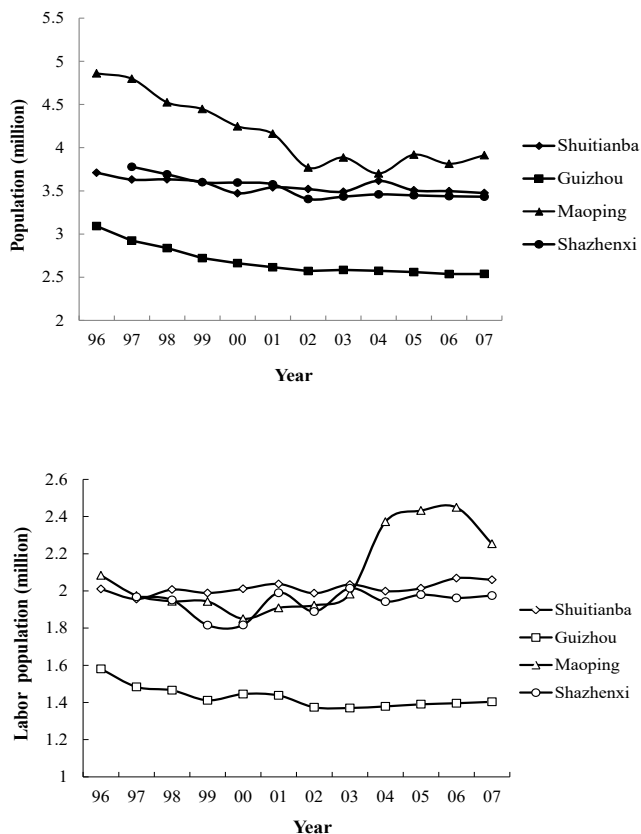 5.5
5
4.5
4
3.5
3
2.5
2
Population (million)
96 97 98 99 00 01 02 03 04 05 06 07
Year
Shuitianba
Guizhou
Maoping
Shazhenxi
2.6
2.4
2.2
2
1.8
1.6
1.4
1.2
1
Labor population (million)
96 97 98 99 00 01 02 03 04 05 06 07
Year
Shuitianba
Guizhou
Maoping
Shazhenxi